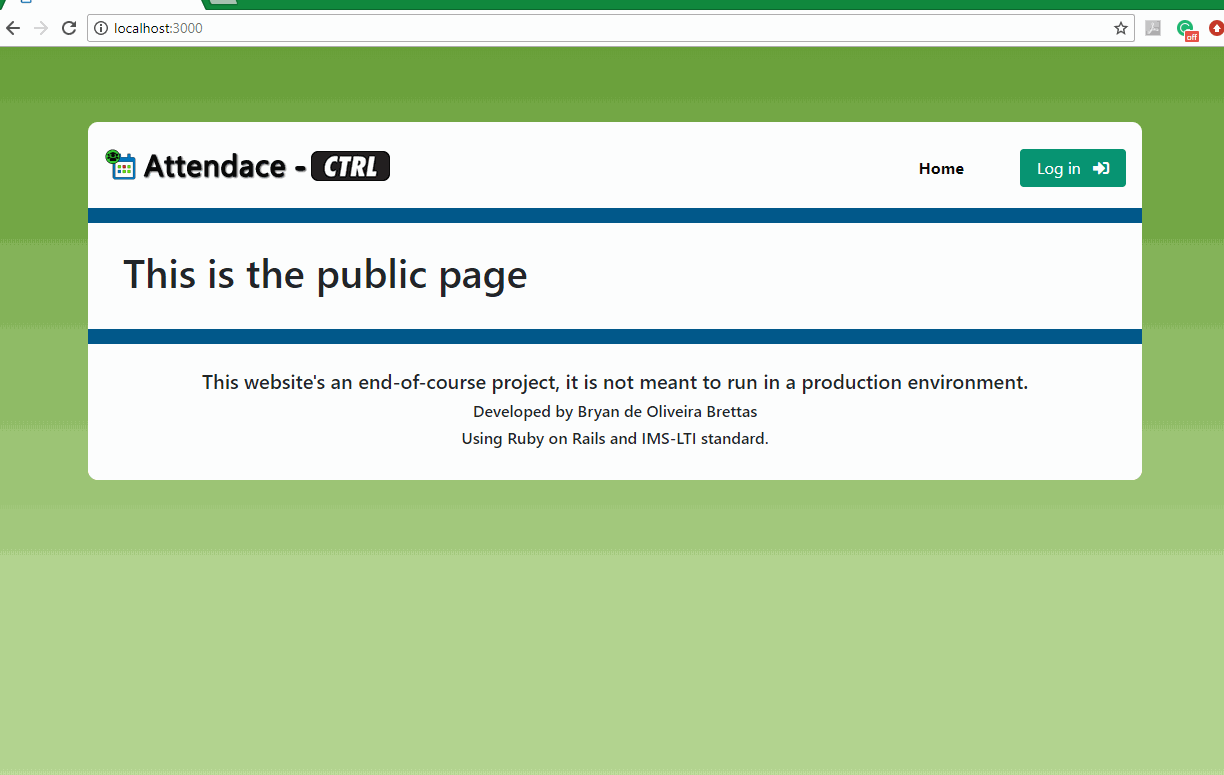 localhost:3000
off
Attendace - CTRL
Home
Log in
This is the public page
This website's an end-of-course project, it is not meant to run in a production environment.
Developed by Bryan de Oliveira Brettas
Using Ruby on Rails and IMS-LTI standard.